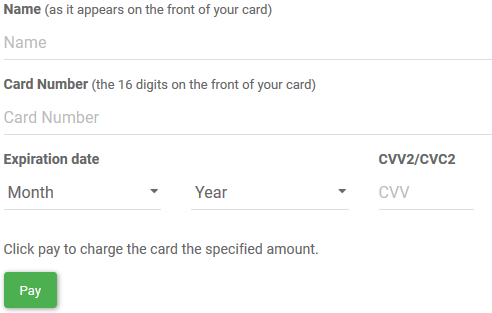 Name (as it appears on the front of your card)
Name
Card Number (the 16 digits on the front of your card)
Card Number
Expiration date CVV2/CVC2
Month Year CVV
Click pay to charge the card the specified amount.
Pay